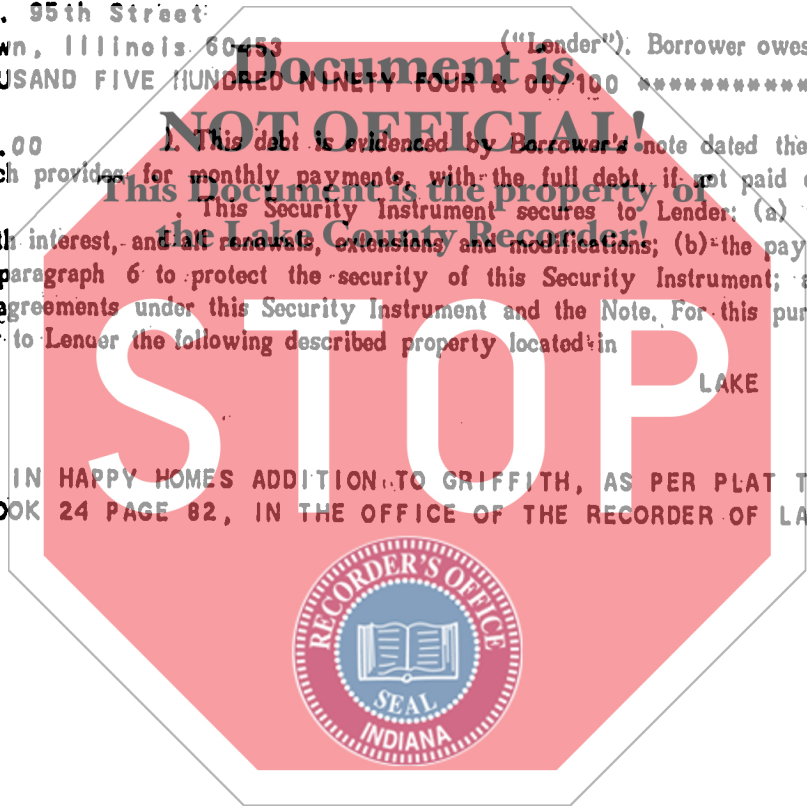 . 95th Street
wn, Illinois 60453 ("Lender"). Borrower owes
Document is
USAND FIVE HUNDRED NINETY FOUR & 00/100 ************
NOT OFFICIAL!
.00 ). This debt is evidenced by Borrower's note dated the
ch provides for monthly payments, with the full debt, if not paid
This Document is the property of
. This Security Instrument secures to Lender: (a)
the Lake County Recorder!
th interest, and all renewals, extensions and modifications; (b) the pay
paragraph 6 to protect the security of this Security Instrument;
agreements under this Security Instrument and the Note. For this pur
to Lender the following described property located in
STOP
LAKE
IN HAPPY HOMES ADDITION TO GRIFFITH, AS PER PLAT T
OOK 24 PAGE 82, IN THE OFFICE OF THE RECORDER OF LA
RECORDER'S OFFICE
SEAL
INDIANA